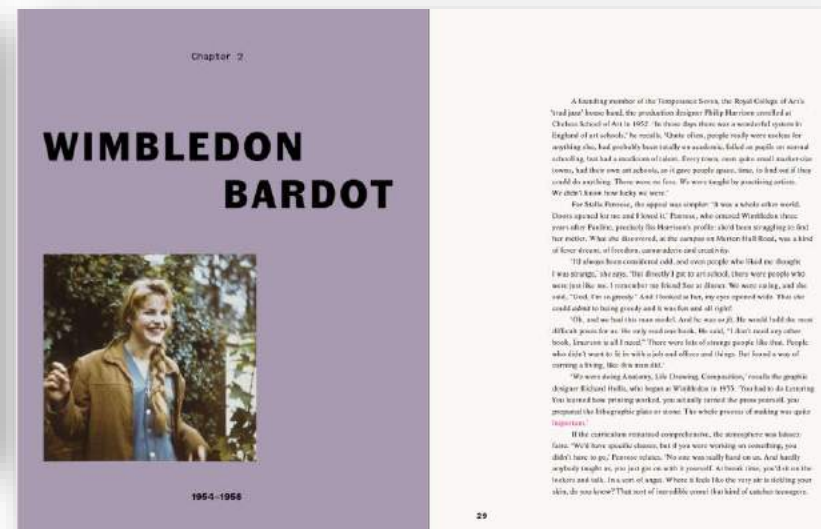 Chapter 2
WIMBLEDON
BARDOT
1954–1958
A founding member of the Temperance Seven, the Royal College of Art's
'trad jazz' house band, the production designer Philip Harrison enrolled at
Chelsea School of Art in 1957. 'In those days there was a wonderful system in
England of art schools,' he recalls. 'Quite often, people really were useless for
anything else, had probably been totally un academic, failed as pupils on normal
schooling, but had a modicum of talent. Every town, even quite small market-size
towns, had their own art schools, so it gave people space, time, to find out if they
could do anything. There were no fees. We were taught by practising artists.
We didn't know how lucky we were.'
For Stella Penrose, the appeal was simpler: 'It was a whole other world.
Doors opened for me and I loved it.' Penrose, who entered Wimbledon three
years after Pauline, precisely fits Harrison's profile: she'd been struggling to find
her métier. What she discovered, at the campus on Merton Hall Road, was a kind
of fever dream, of freedom, camaraderie and creativity.
'I'd always been considered odd, and even people who liked me thought
I was strange,' she says. 'But directly I got to art school, there were people who
were just like me. I remember my friend Sue at dinner. We were eating, and she
said, "God, I'm so greedy." And I looked at her, my eyes opened wide. That she
could admit to being greedy and it was fun and all right!
'Oh, and we had this man model. And he was so fit. He would hold the most
difficult poses for us. He only read one book. He said, "I don't need any other
book, Emerson is all I need." There were lots of strange people like that. People
who didn't want to fit in with a job and offices and things. But found a way of
earning a living, like this man did.'
'We were doing Anatomy, Life Drawing, Composition,' recalls the graphic
designer Richard Hollis, who began at Wimbledon in 1955. 'You had to do Lettering.
You learned how printing worked, you actually turned the press yourself, you
prepared the lithographic plate or stone. The whole process of making was quite
important.'
If the curriculum remained comprehensive, the atmosphere was laissez-
faire. 'We'd have specific classes, but if you were working on something, you
didn't have to go,' Penrose relates. 'No one was really hard on us. And hardly
anybody taught us, you just got on with it yourself. At break time, you'd sit on the
lockers and talk. In a sort of angst. Where it feels like the very air is tickling your
skin, do you know? That sort of incredible ennui that kind of catches teenagers.
29